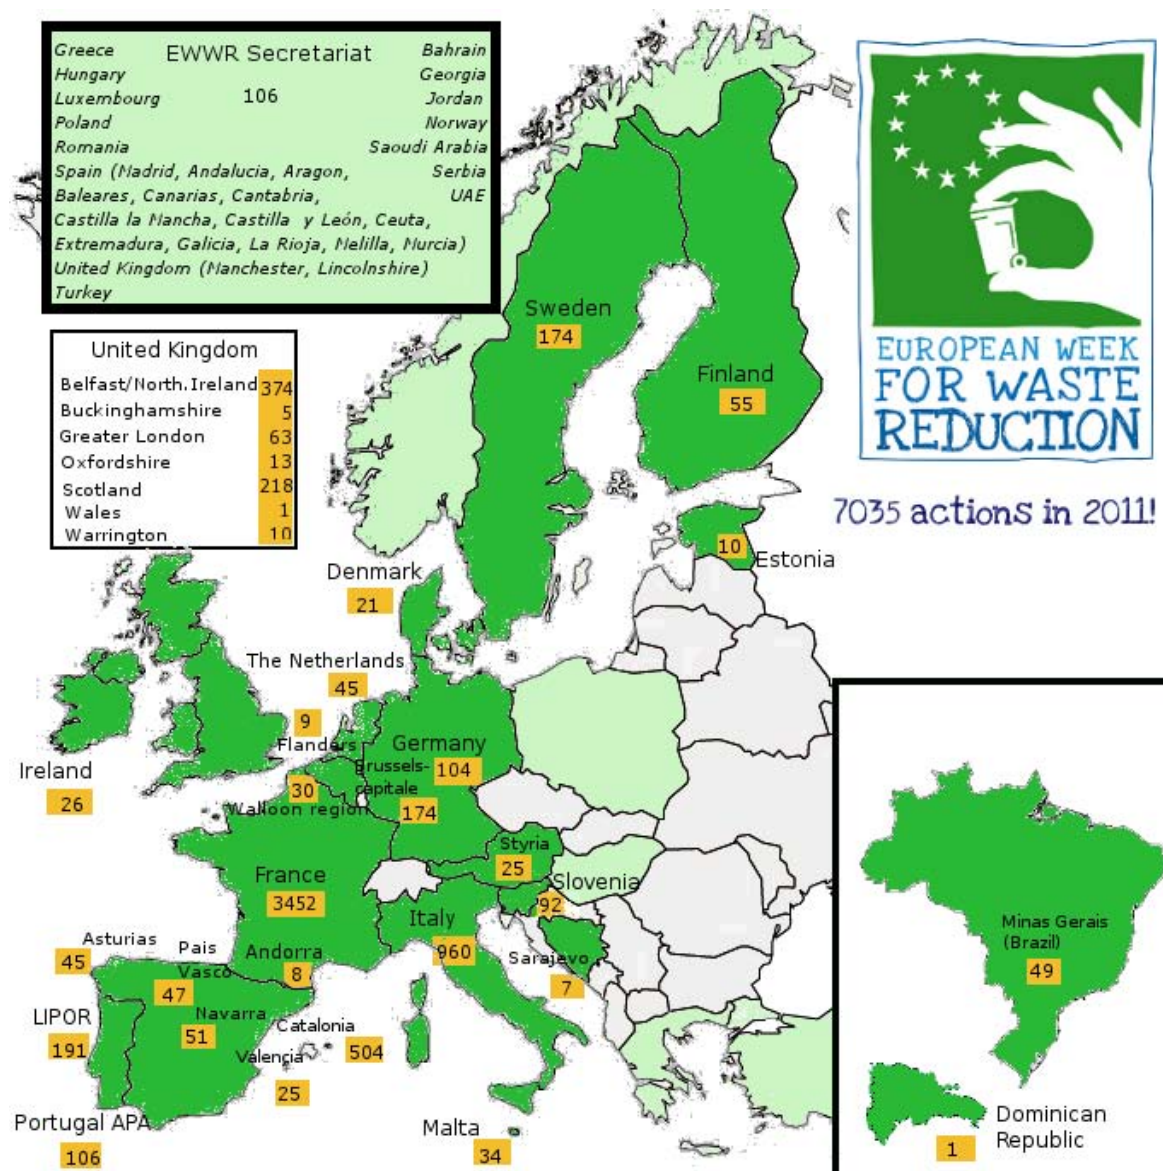 Greece EWWR Secretariat Bahrain
Hungary Georgia
Luxembourg 106 Jordan
Poland Norway
Romania Saoudi Arabia
Spain (Madrid, Andalucia, Aragon, Serbia
Baleares, Canarias, Cantabria, UAE
Castilla la Mancha, Castilla y León, Ceuta,
Extremadura, Galicia, La Rioja, Melilla, Murcia)
United Kingdom (Manchester, Lincolnshire)
Turkey
EUROPEAN WEEK
FOR WASTE
REDUCTION
7035 actions in 2011!
United Kingdom
Belfast/North.Ireland 374
Buckinghamshire 5
Greater London 63
Oxfordshire 13
Scotland 218
Wales 1
Warrington 10
Sweden
174
Finland
55
10
Estonia
Denmark
21
The Netherlands
45
9
Flanders
Germany
104
Brussels-
capitale
174
30
Walloon region
Ireland
26
Styria
25
Slovenia
92
France
3452
Italy
960
Sarajevo
7
Andorra
8
Asturias
45
Pais
Vasco
47
Navarra
51
LIPOR
191
Catalonia
504
Valencia
25
Portugal APA
106
Malta
34
Minas Gerais
(Brazil)
49
Dominican
Republic
1